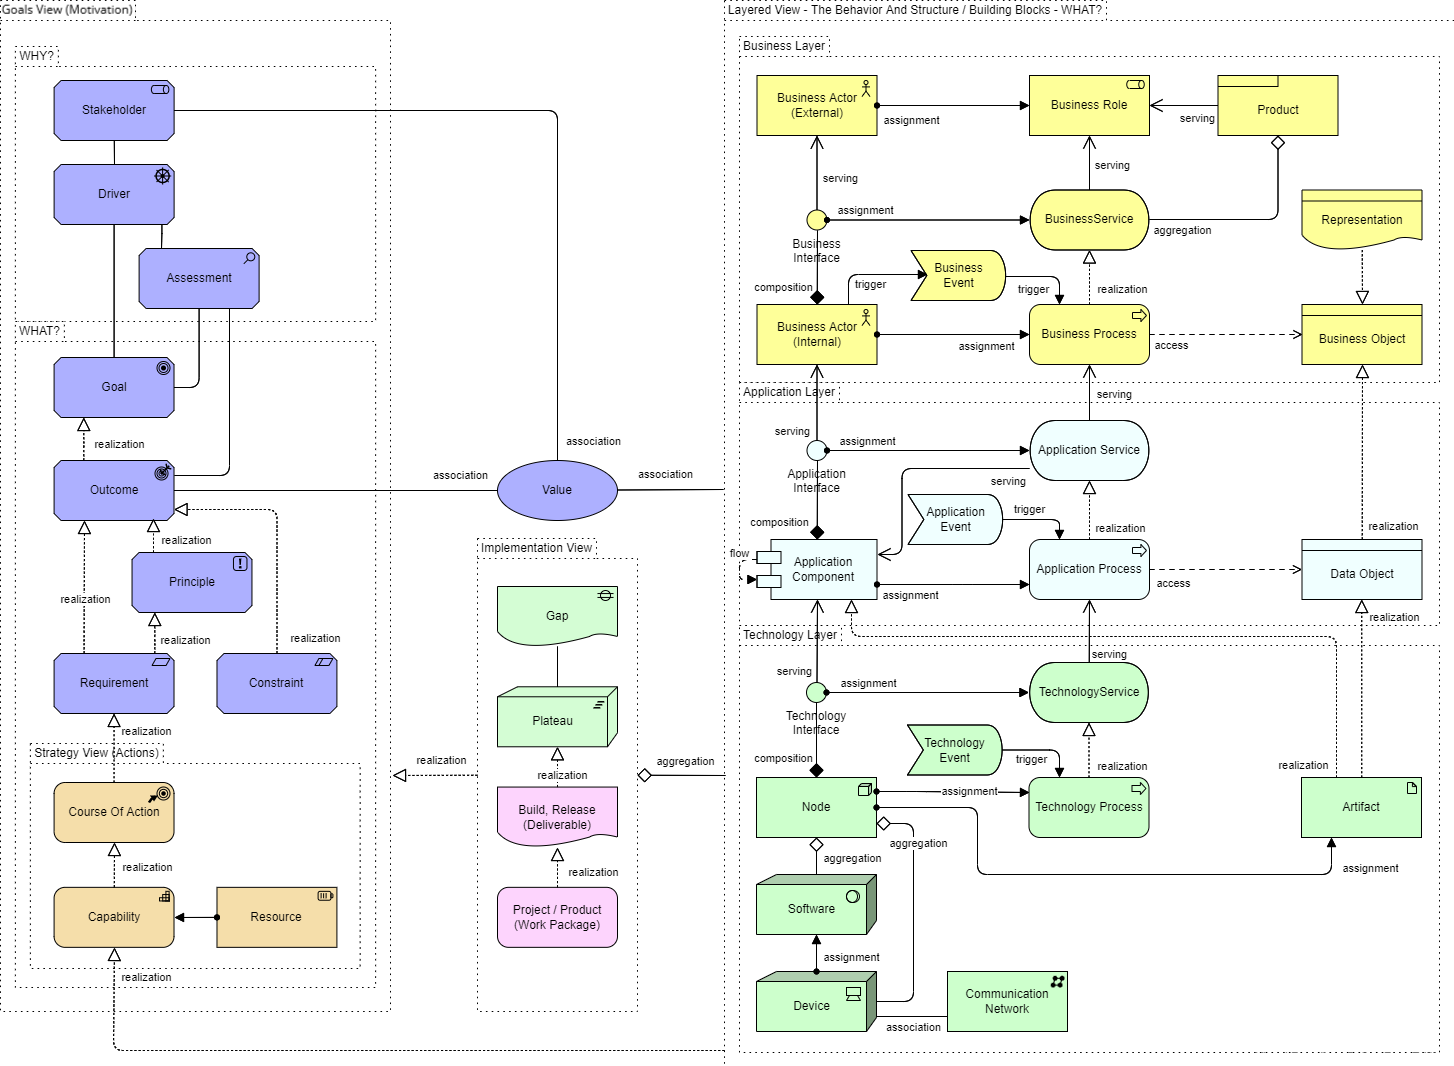 Goals View (Motivation)
WHY?
Stakeholder
Driver
Assessment
WHAT?
Goal
realization
Outcome
realization
Principle
realization
realization
realization
Requirement
Constraint
realization
Strategy View (Actions)
Course Of Action
realization
Capability
Resource
realization
association
association
Value
association
Implementation View
Gap
Plateau
realization
Build, Release
(Deliverable)
realization
Project / Product
(Work Package)
realization
aggregation
Layered View - The Behavior And Structure / Building Blocks - WHAT?
Business Layer
Business Actor
(External)
assignment
Business Role
serving
Product
serving
serving
assignment
BusinessService
aggregation
Representation
Business
Interface
Business
Event
composition
trigger
trigger
realization
Business Actor
(Internal)
assignment
Business Process
access
Business Object
Application Layer
serving
serving
assignment
Application Service
Application
Interface
serving
Application
Event
trigger
composition
realization
realization
flow
Application
Component
assignment
Application Process
access
Data Object
realization
Technology Layer
serving
serving
assignment
TechnologyService
Technology
Interface
Technology
Event
trigger
composition
realization
realization
Node
assignment
Technology Process
Artifact
aggregation
aggregation
assignment
Software
assignment
Device
association
Communication
Network